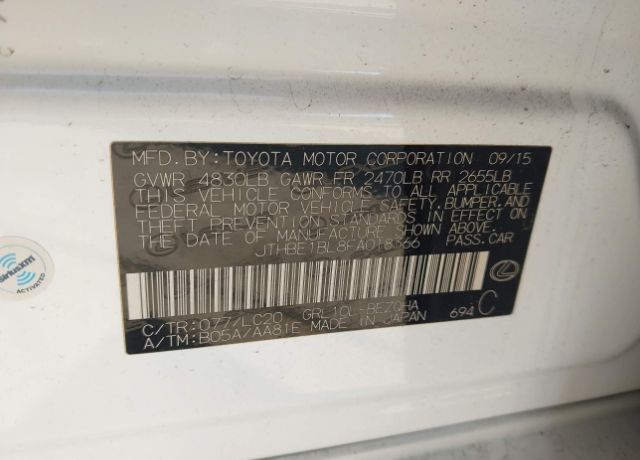 MFD. BY: TOYOTA MOTOR CORPORATION 09/15
GVWR 4830LB GAWR FR 2470LB RR 2655LB
THIS VEHICLE CONFORMS TO ALL APPLICABLE
FEDERAL MOTOR VEHICLE SAFETY, BUMPER, AND
THEFT PREVENTION STANDARDS IN EFFECT ON
THE DATE OF MANUFACTURE SHOWN ABOVE.
JTHBE1BL8FA018366 PASS. CAR
C/TR: 077/LC20 GRL10L-BEZQHA
A/TM: B05A/AA81E MADE IN JAPAN 694 C
SiriusXM